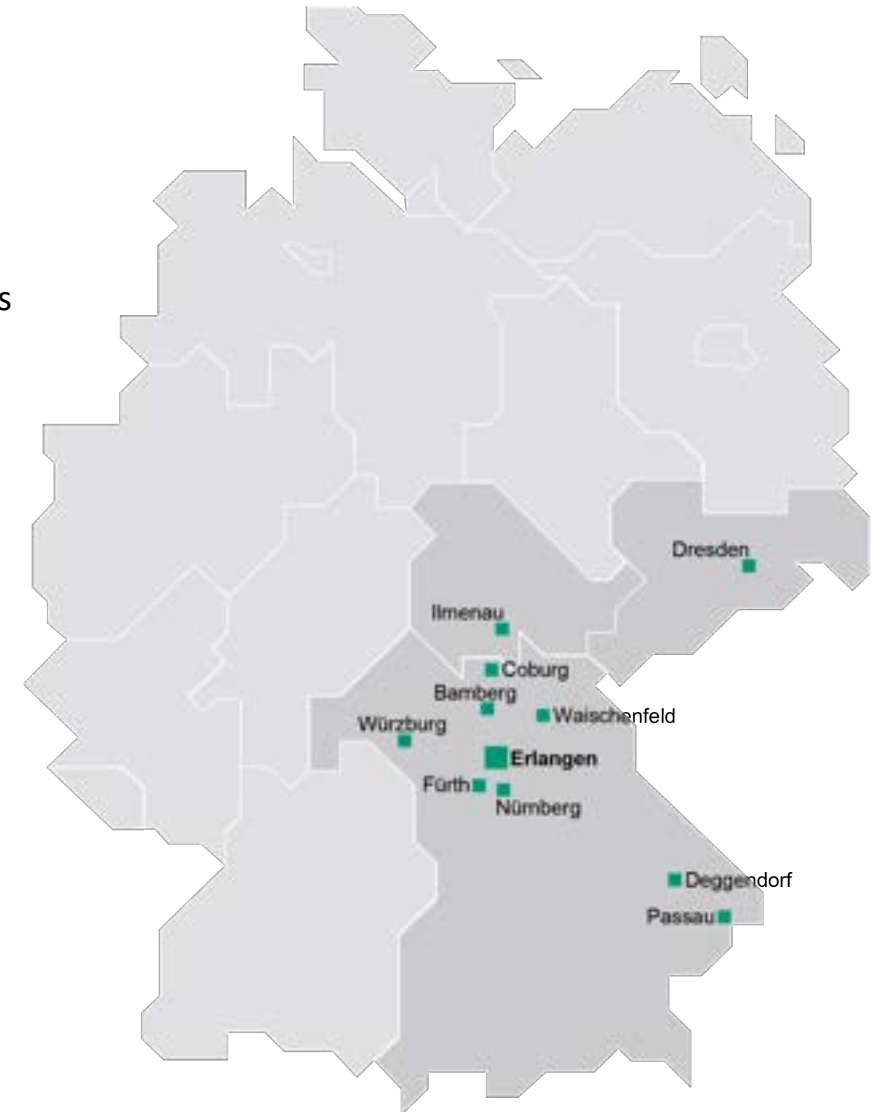 s
Dresden
Ilmenau
Coburg
Bamberg
Waischenfeld
Würzburg
Erlangen
Fürth
Nürnberg
Deggendorf
Passau